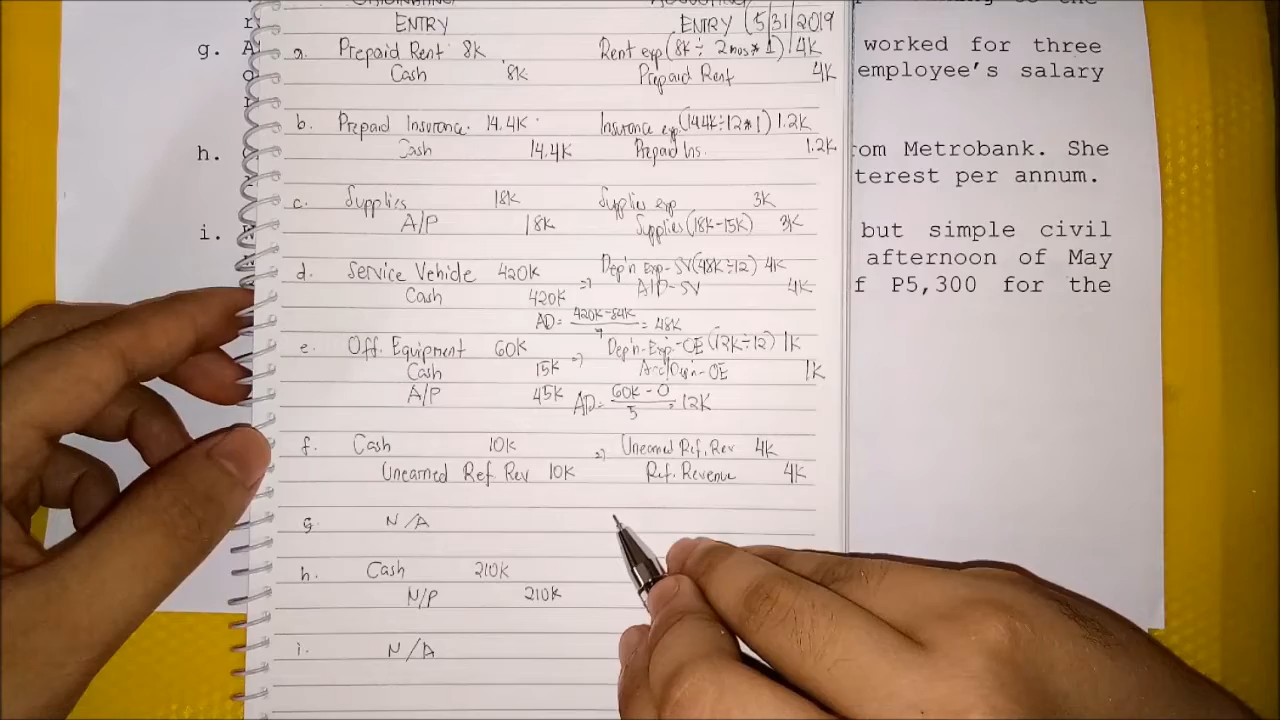 ENTRY ENTRY (5/31/2019
g. A a. Prepaid Rent 8K Rent exp(8k÷ 2mos*1) 4K worked for three
Cash 8K Prepaid Rent 4K employee's salary
b. Prepaid Insurance 14.4K Insurance exp(14.4K÷12*1) 1.2K
h. Cash 14.4K Prepaid Ins. 1.2K om Metrobank. She
terest per annum.
c. Supplies 18K Supplies exp 3K
i. A/P 18K Supplies(18K-15K) 3K but simple civil
afternoon of May
d. Service Vehicle 420K => Dep'n Exp-SV(48K÷12) 4K
Cash 420K A/D-SV 4K f P5,300 for the
AD= 420K-84K = 48K
7
e. Off. Equipment 60K => Dep'n-Exp-OE(12K÷12) 1K
Cash 15K Acc/Dep'n-OE 1K
A/P 45K AD= 60K-0 = 12K
5
f. Cash 10K => Unearned Ref. Rev 4K
Unearned Ref. Rev 10K Ref. Revenue 4K
g. N/A
h. Cash 210K
N/P 210K
i. N/A